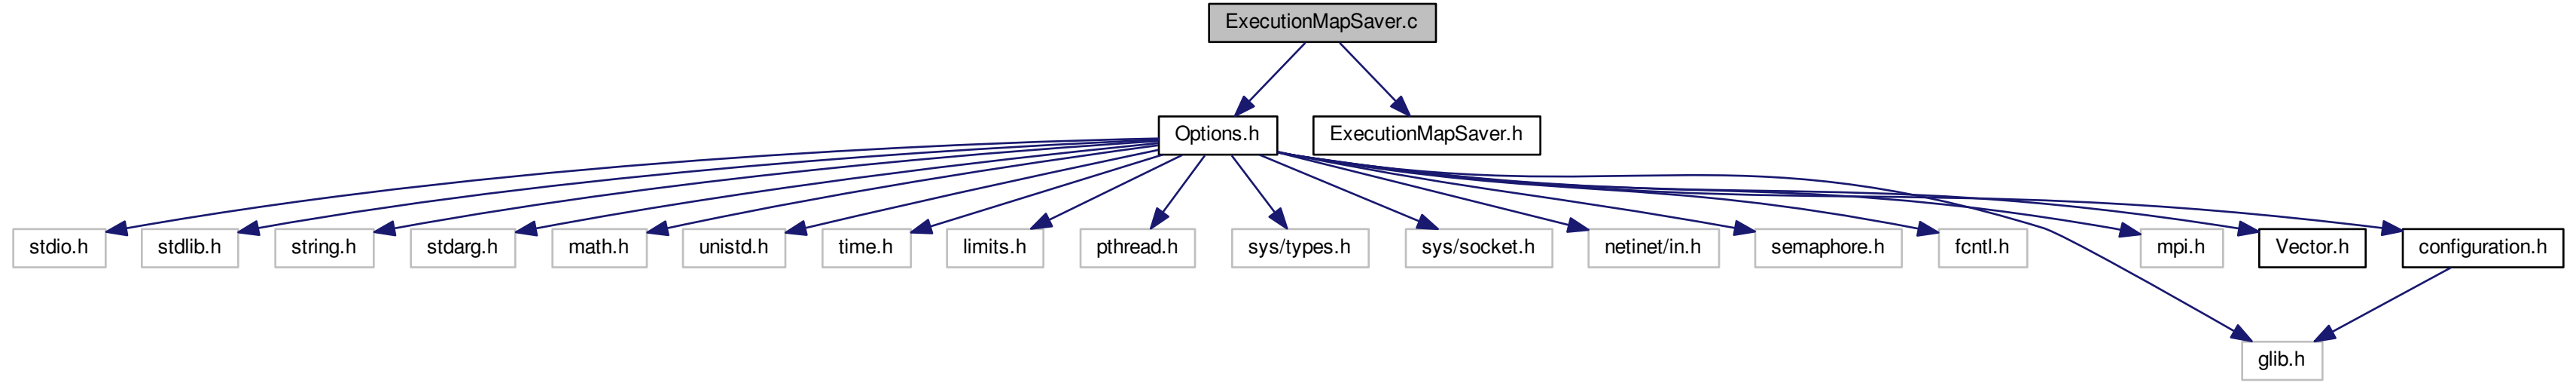 ExecutionMapSaver.c
Options.h
ExecutionMapSaver.h
stdio.h
stdlib.h
string.h
stdarg.h
math.h
unistd.h
time.h
limits.h
pthread.h
sys/types.h
sys/socket.h
netinet/in.h
semaphore.h
fcntl.h
mpi.h
Vector.h
configuration.h
glib.h